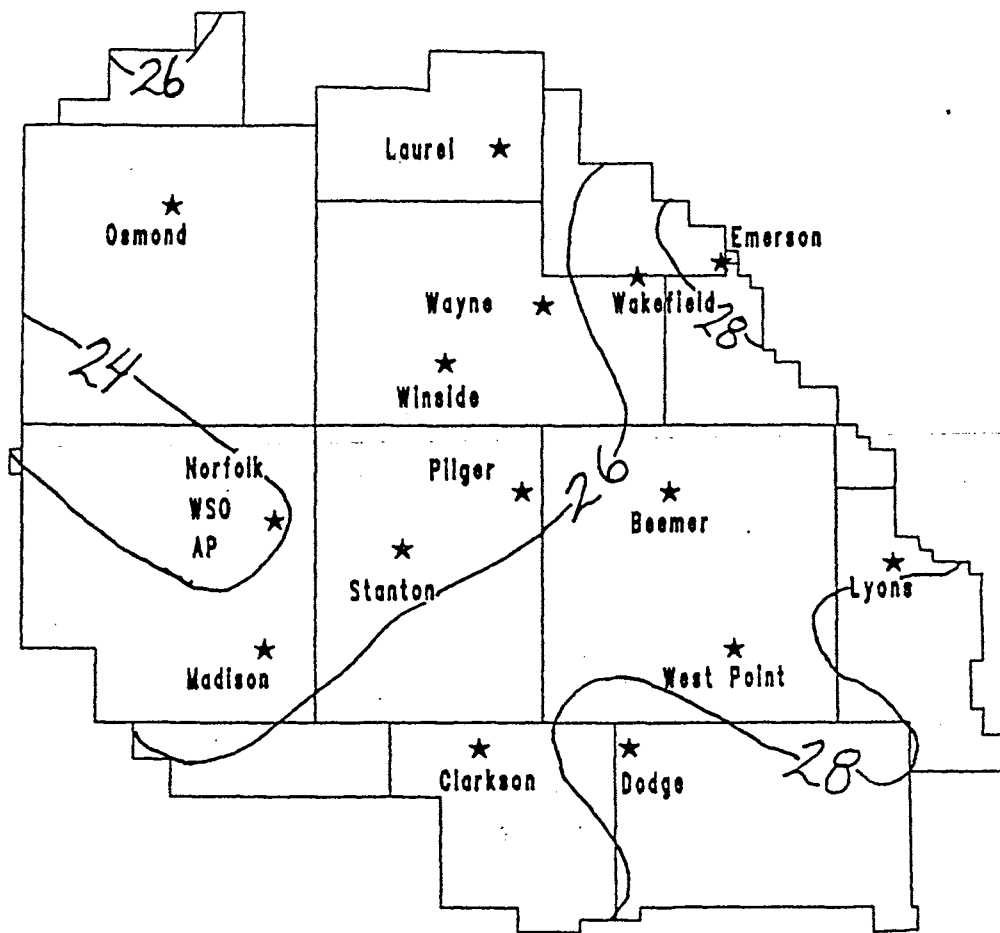 26
Laurel
Osmond
Emerson
Wayne
Wakefield
28
24
Winside
Norfolk
WSO
AP
Pilger
26
Beemer
Stanton
Lyons
Madison
West Point
Clarkson
Dodge
28